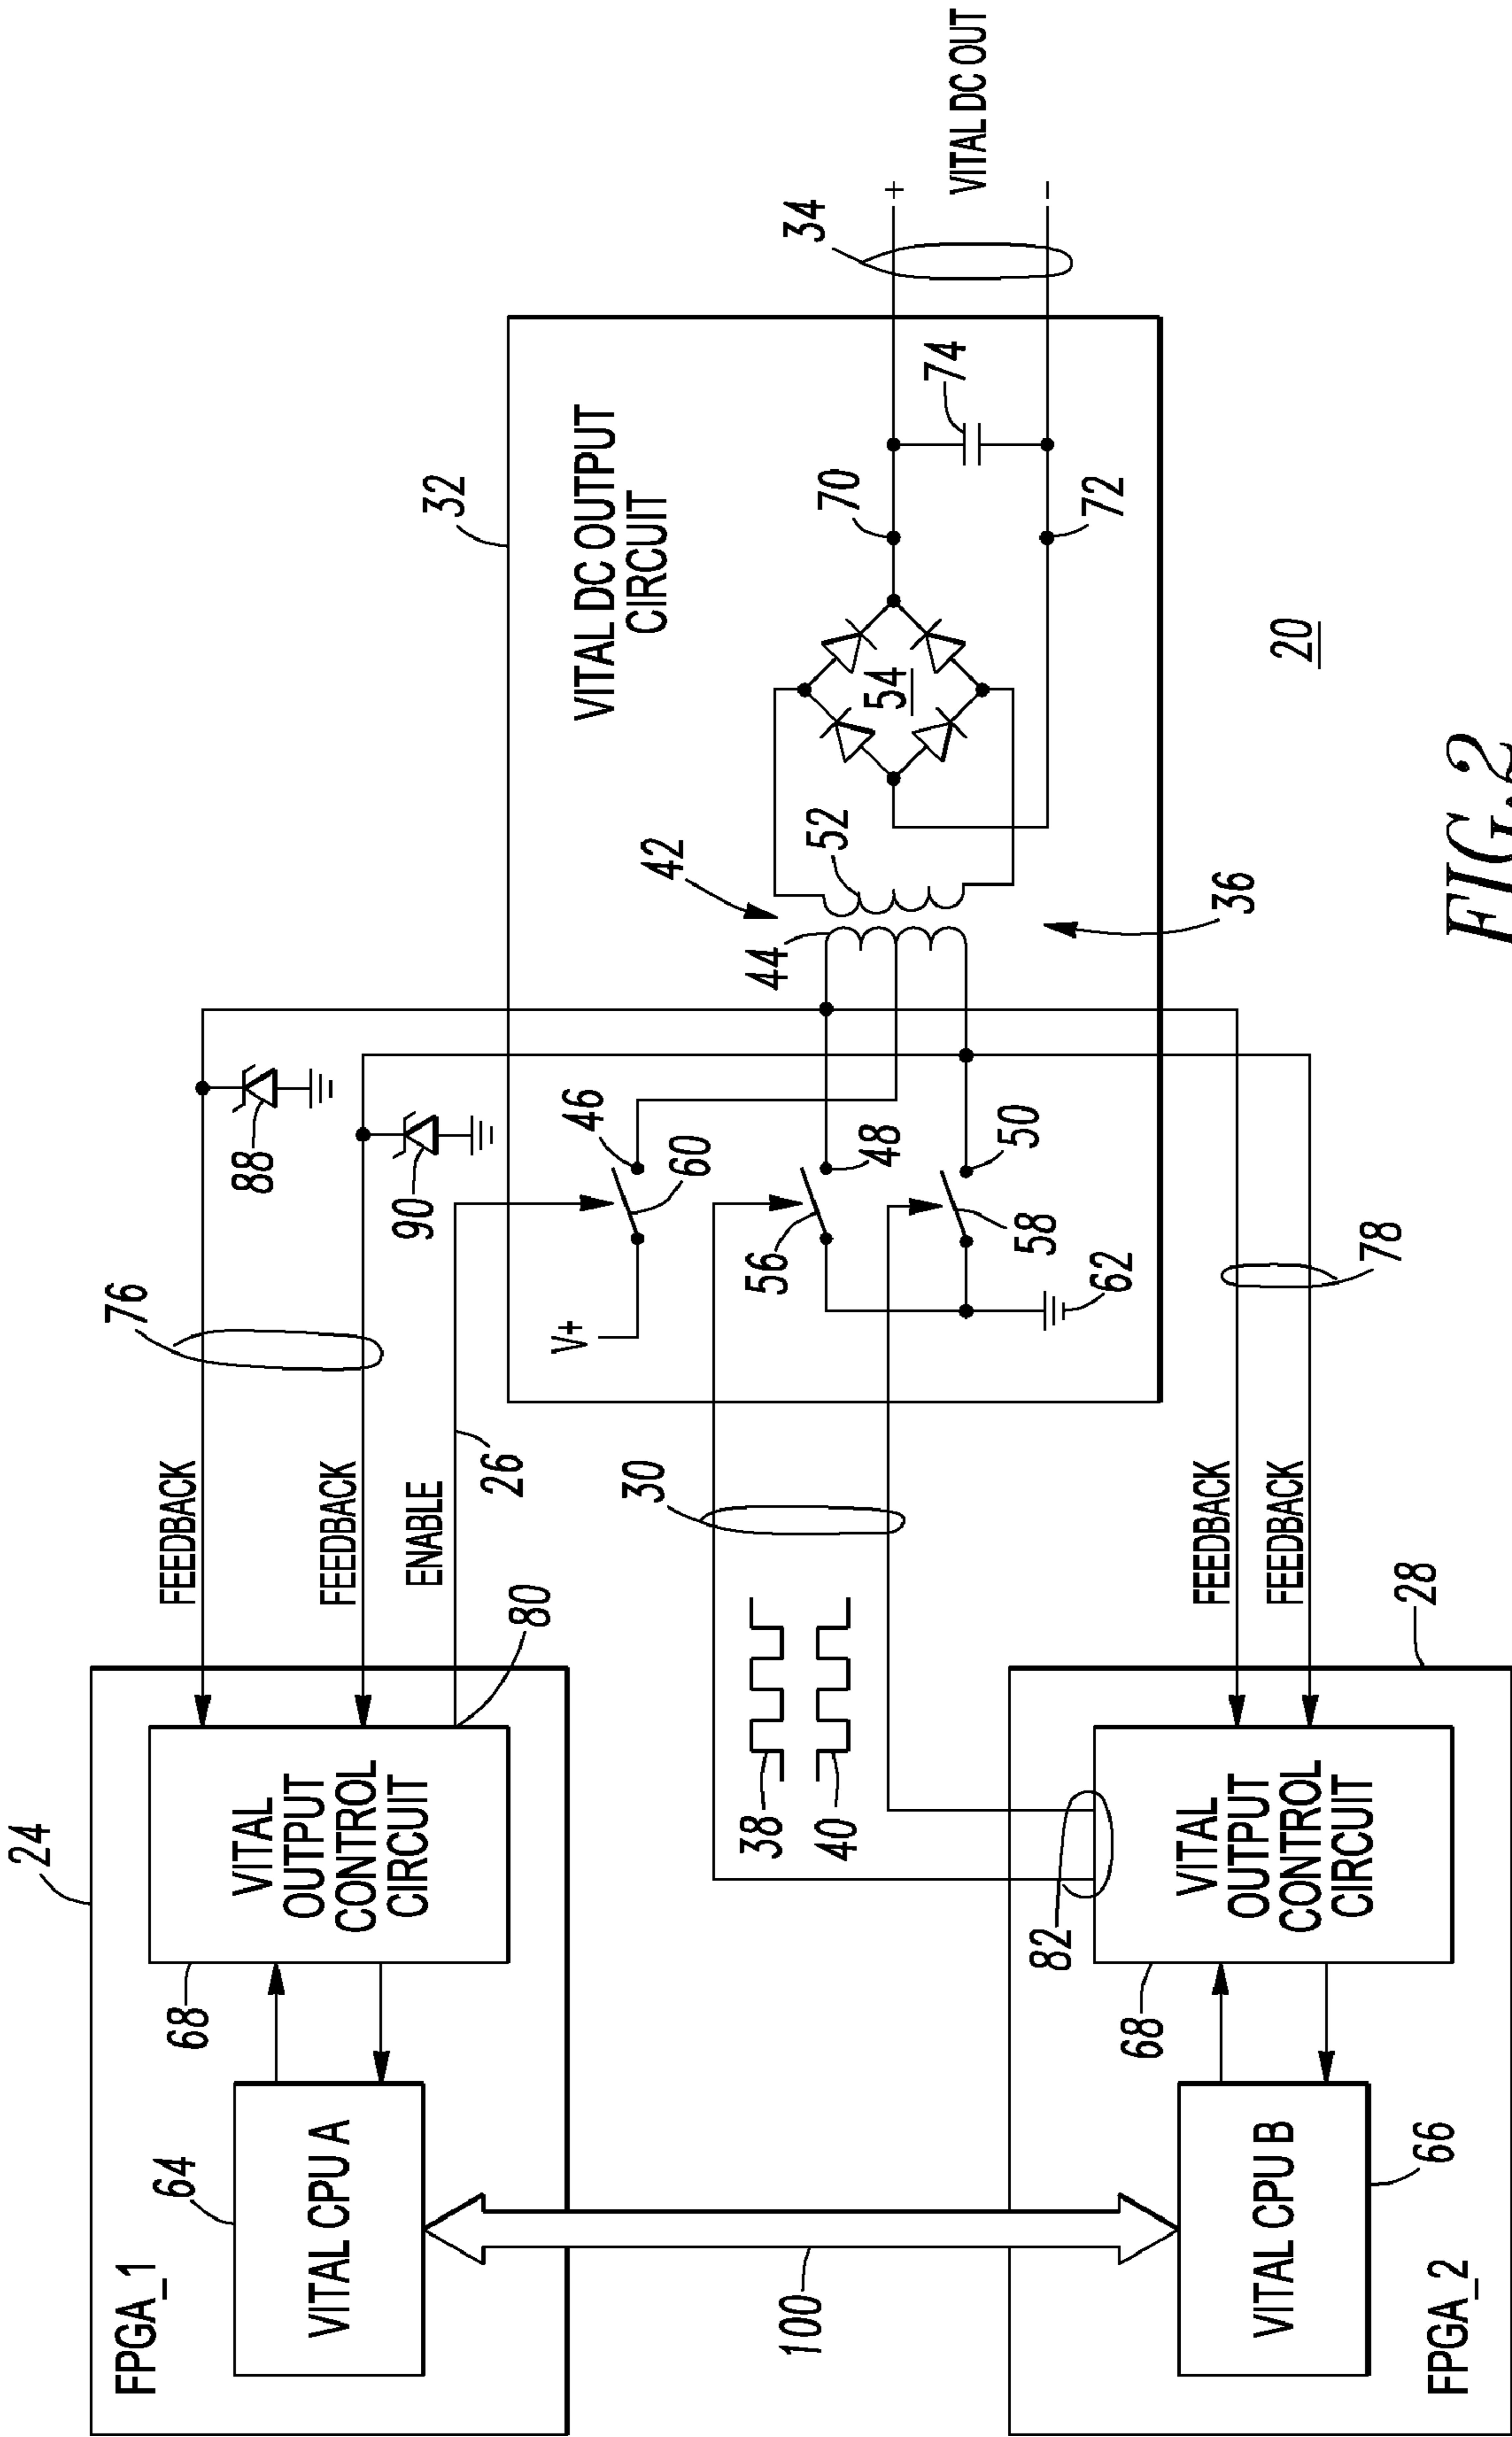 24
FPGA_1
64
VITAL CPU A
68
VITAL
OUTPUT
CONTROL
CIRCUIT
80
FEEDBACK
FEEDBACK
ENABLE
26
76
88
90
32
VITAL DC OUTPUT
CIRCUIT
V+
46
60
56
48
50
58
62
44
42
52
36
54
70
72
74
34
+
VITAL DC OUT
–
30
38
40
100
82
78
FEEDBACK
FEEDBACK
28
68
VITAL
OUTPUT
CONTROL
CIRCUIT
VITAL CPU B
66
FPGA_2
20
FIG.2